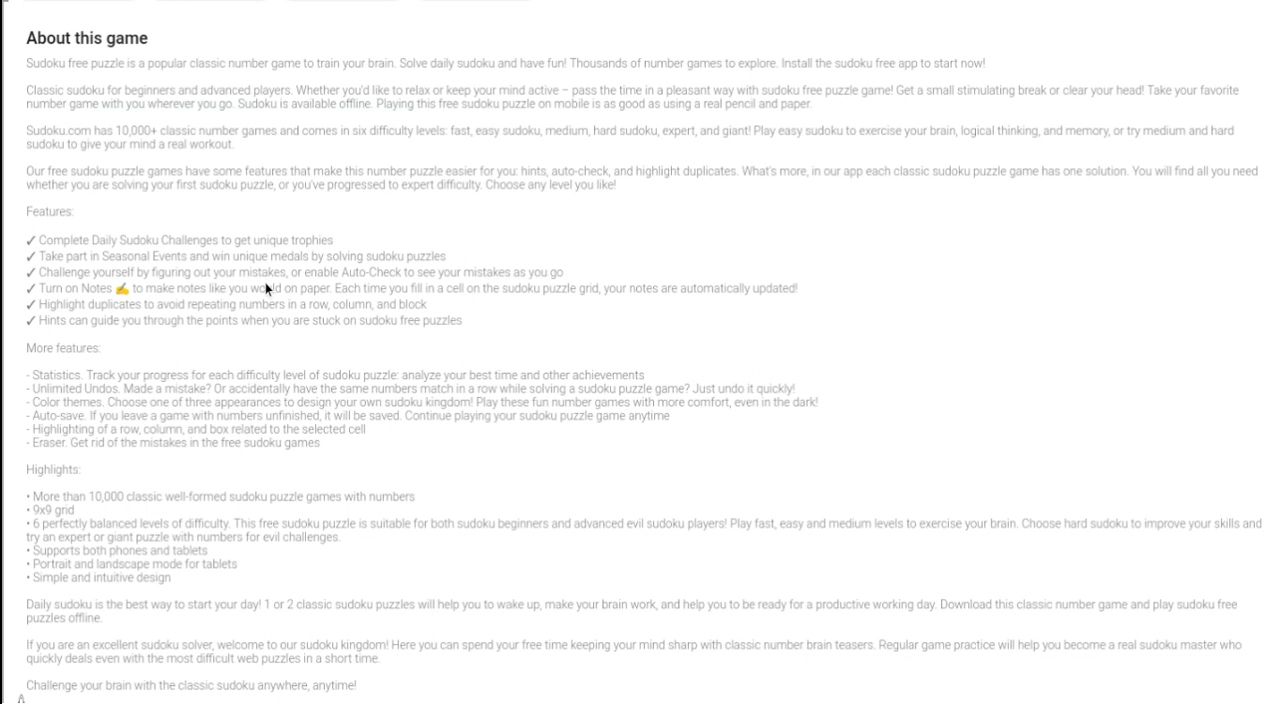 About this game
Sudoku free puzzle is a popular classic number game to train your brain. Solve daily sudoku and have fun! Thousands of number games to explore. Install the sudoku free app to start now!
Classic sudoku for beginners and advanced players. Whether you'd like to relax or keep your mind active – pass the time in a pleasant way with sudoku free puzzle game! Get a small stimulating break or clear your head! Take your favorite
number game with you wherever you go. Sudoku is available offline. Playing this free sudoku puzzle on mobile is as good as using a real pencil and paper.
Sudoku.com has 10,000+ classic number games and comes in six difficulty levels: fast, easy sudoku, medium, hard sudoku, expert, and giant! Play easy sudoku to exercise your brain, logical thinking, and memory, or try medium and hard
sudoku to give your mind a real workout.
Our free sudoku puzzle games have some features that make this number puzzle easier for you: hints, auto-check, and highlight duplicates. What's more, in our app each classic sudoku puzzle game has one solution. You will find all you need
whether you are solving your first sudoku puzzle, or you've progressed to expert difficulty. Choose any level you like!
Features:
✓ Complete Daily Sudoku Challenges to get unique trophies
✓ Take part in Seasonal Events and win unique medals by solving sudoku puzzles
✓ Challenge yourself by figuring out your mistakes, or enable Auto-Check to see your mistakes as you go
✓ Turn on Notes ✍ to make notes like you would on paper. Each time you fill in a cell on the sudoku puzzle grid, your notes are automatically updated!
✓ Highlight duplicates to avoid repeating numbers in a row, column, and block
✓ Hints can guide you through the points when you are stuck on sudoku free puzzles
More features:
- Statistics. Track your progress for each difficulty level of sudoku puzzle: analyze your best time and other achievements
- Unlimited Undos. Made a mistake? Or accidentally have the same numbers match in a row while solving a sudoku puzzle game? Just undo it quickly!
- Color themes. Choose one of three appearances to design your own sudoku kingdom! Play these fun number games with more comfort, even in the dark!
- Auto-save. If you leave a game with numbers unfinished, it will be saved. Continue playing your sudoku puzzle game anytime
- Highlighting of a row, column, and box related to the selected cell
- Eraser. Get rid of the mistakes in the free sudoku games
Highlights:
• More than 10,000 classic well-formed sudoku puzzle games with numbers
• 9x9 grid
• 6 perfectly balanced levels of difficulty. This free sudoku puzzle is suitable for both sudoku beginners and advanced evil sudoku players! Play fast, easy and medium levels to exercise your brain. Choose hard sudoku to improve your skills and
try an expert or giant puzzle with numbers for evil challenges.
• Supports both phones and tablets
• Portrait and landscape mode for tablets
• Simple and intuitive design
Daily sudoku is the best way to start your day! 1 or 2 classic sudoku puzzles will help you to wake up, make your brain work, and help you to be ready for a productive working day. Download this classic number game and play sudoku free
puzzles offline.
If you are an excellent sudoku solver, welcome to our sudoku kingdom! Here you can spend your free time keeping your mind sharp with classic number brain teasers. Regular game practice will help you become a real sudoku master who
quickly deals even with the most difficult web puzzles in a short time.
Challenge your brain with the classic sudoku anywhere, anytime!